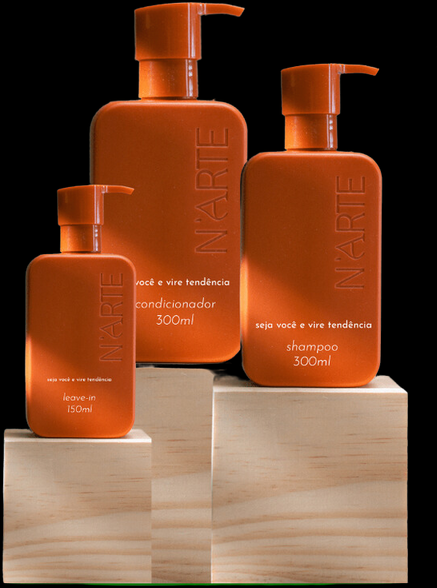 N'ARTE
você e vire tendência
condicionador
300ml
N'ARTE
seja você e vire tendência
shampoo
300ml
N'ARTE
seja você e vire tendência
leave-in
150ml